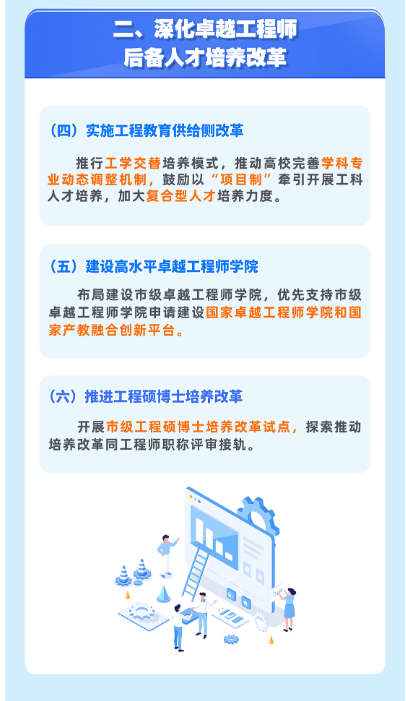 二、深化卓越工程师
后备人才培养改革
（四）实施工程教育供给侧改革
推行工学交替培养模式，推动高校完善学科专
业动态调整机制，鼓励以“项目制”牵引开展工科
人才培养，加大复合型人才培养力度。
（五）建设高水平卓越工程师学院
布局建设市级卓越工程师学院，优先支持市级
卓越工程师学院申请建设国家卓越工程师学院和国
家产教融合创新平台。
（六）推进工程硕博士培养改革
开展市级工程硕博士培养改革试点，探索推动
培养改革同工程师职称评审接轨。